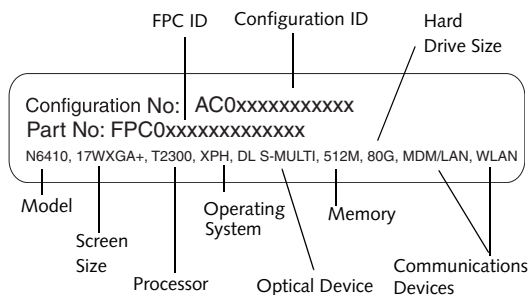 FPC ID Configuration ID Hard
Drive Size
Configuration No: AC0xxxxxxxxxxx
Part No: FPC0xxxxxxxxxxxxx
N6410, 17WXGA+, T2300, XPH, DL S-MULTI, 512M, 80G, MDM/LAN, WLAN
Model Operating
System Memory
Screen
Size
Processor Optical Device Communications
Devices